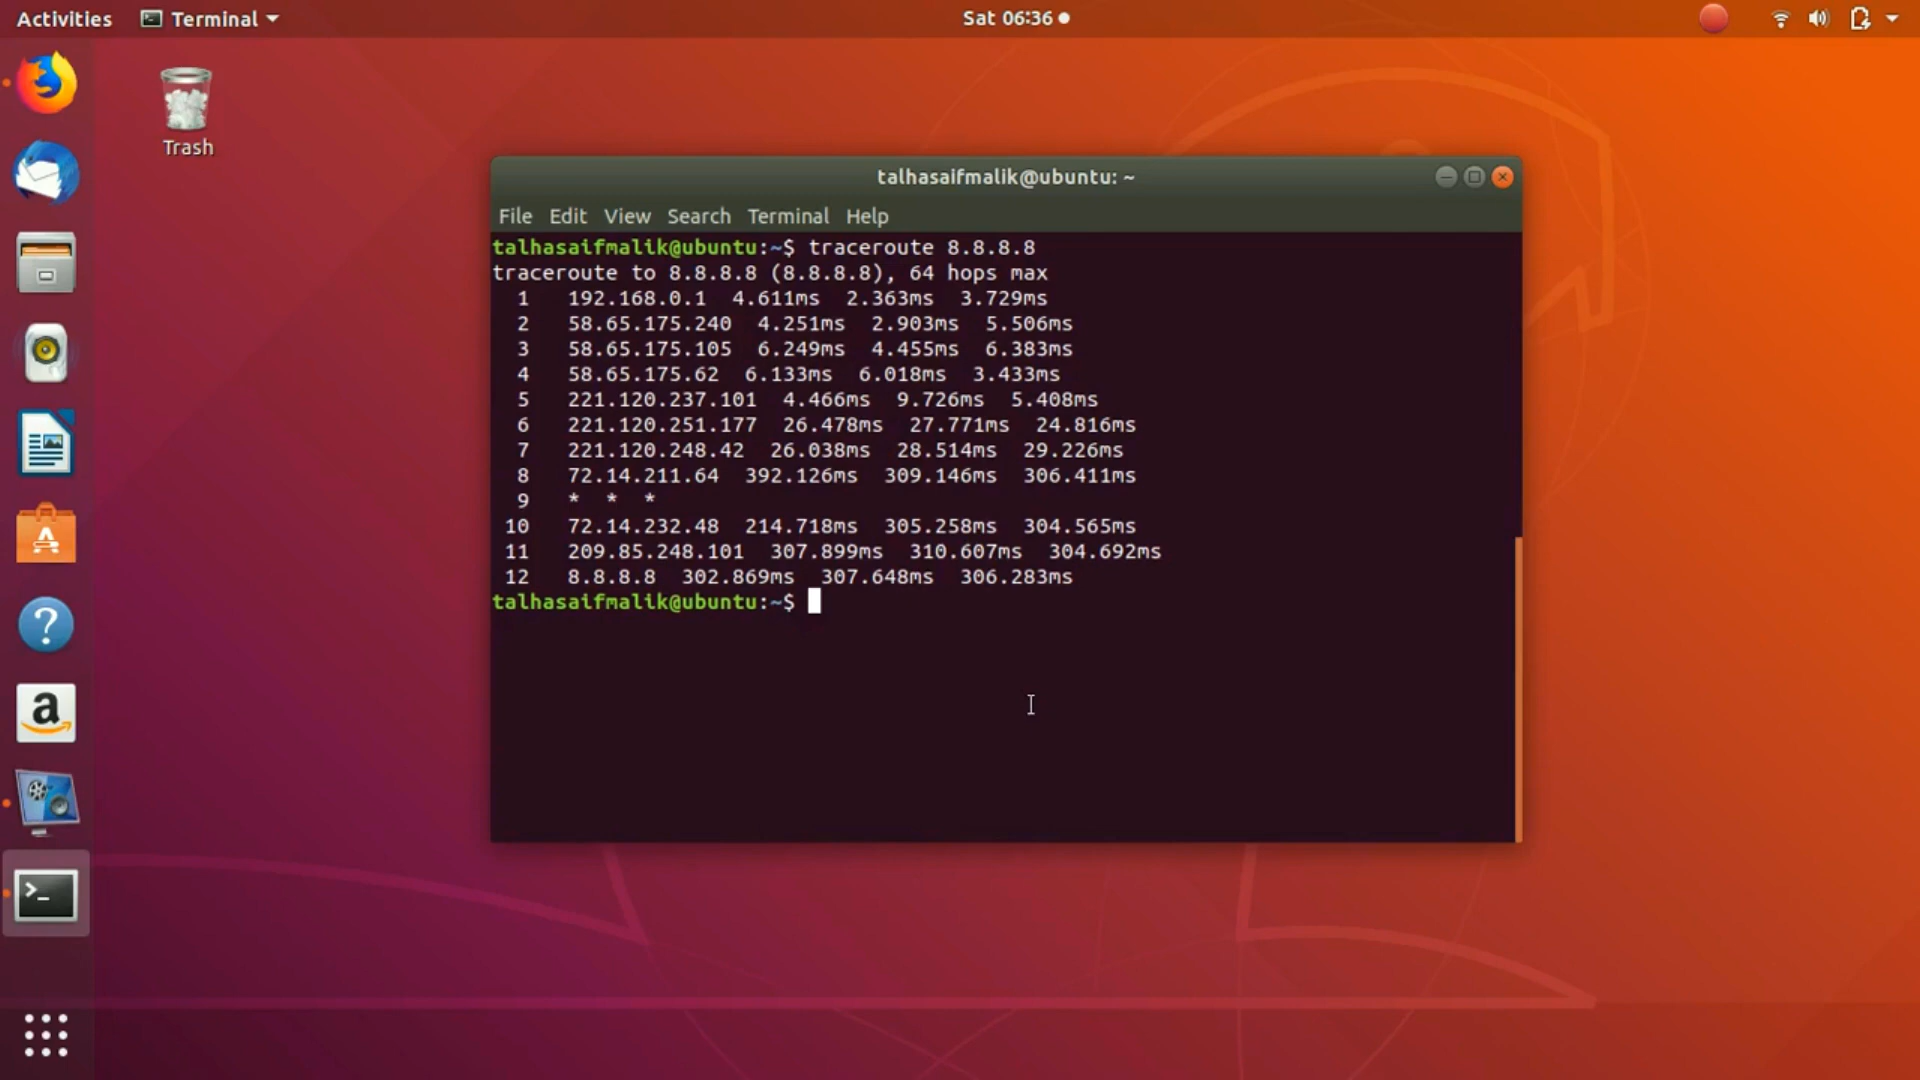 Activities Terminal Sat 06:36
Trash
talhasaifmalik@ubuntu: ~
File Edit View Search Terminal Help
talhasaifmalik@ubuntu:~$ traceroute 8.8.8.8
traceroute to 8.8.8.8 (8.8.8.8), 64 hops max
1 192.168.0.1 4.611ms 2.363ms 3.729ms
2 58.65.175.240 4.251ms 2.903ms 5.506ms
3 58.65.175.105 6.249ms 4.455ms 6.383ms
4 58.65.175.62 6.133ms 6.018ms 3.433ms
5 221.120.237.101 4.466ms 9.726ms 5.408ms
6 221.120.251.177 26.478ms 27.771ms 24.816ms
7 221.120.248.42 26.038ms 28.514ms 29.226ms
8 72.14.211.64 392.126ms 309.146ms 306.411ms
9 * * *
10 72.14.232.48 214.718ms 305.258ms 304.565ms
11 209.85.248.101 307.899ms 310.607ms 304.692ms
12 8.8.8.8 302.869ms 307.648ms 306.283ms
talhasaifmalik@ubuntu:~$